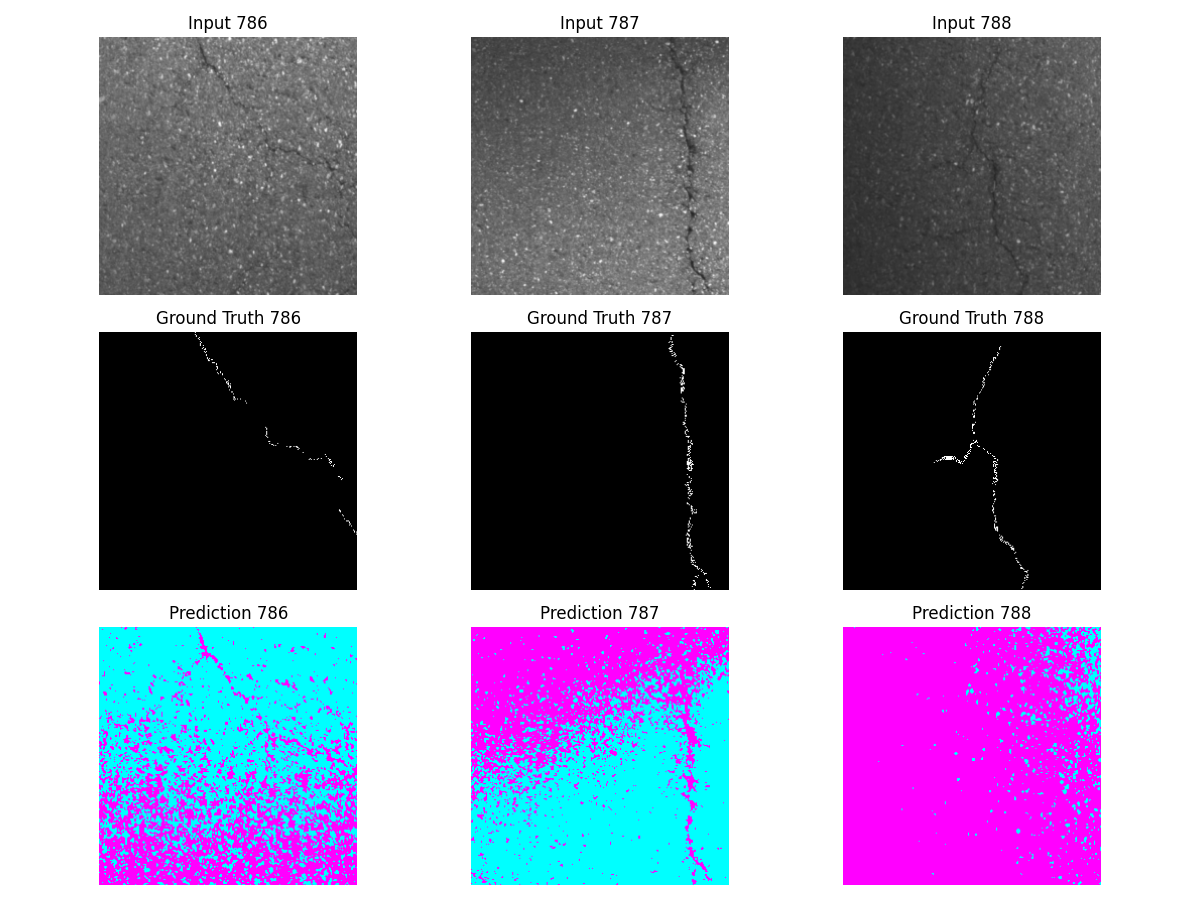 Input 786
Input 787
Input 788
Ground Truth 786
Ground Truth 787
Ground Truth 788
Prediction 786
Prediction 787
Prediction 788